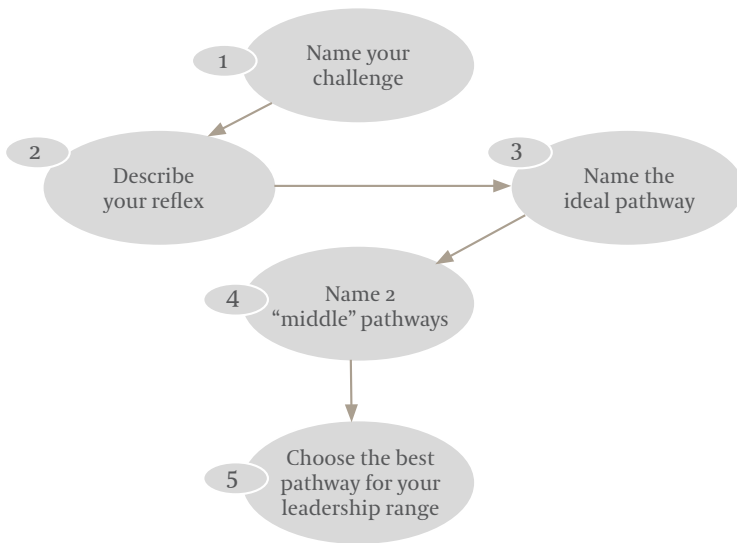 1
Name your
challenge
2
Describe
your reflex
3
Name the
ideal pathway
4
Name 2
“middle” pathways
5
Choose the best
pathway for your
leadership range